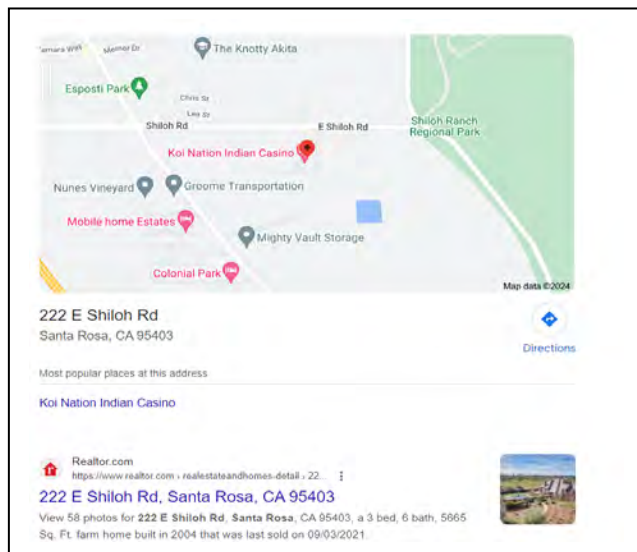 Memor Dr
The Knotty Akita
Esposti Park
Chris St
Lea St
Shiloh Rd
E Shiloh Rd
Shiloh Ranch
Regional Park
Koi Nation Indian Casino
Nunes Vineyard
Groome Transportation
Mobile home Estates
Mighty Vault Storage
Colonial Park
Map data ©2024
222 E Shiloh Rd
Santa Rosa, CA 95403
Directions
Most popular places at this address
Koi Nation Indian Casino
Realtor.com
https://www.realtor.com › realestateandhomes-detail › 22...
222 E Shiloh Rd, Santa Rosa, CA 95403
View 58 photos for 222 E Shiloh Rd, Santa Rosa, CA 95403, a 3 bed, 6 bath, 5665
Sq. Ft. farm home built in 2004 that was last sold on 09/03/2021.